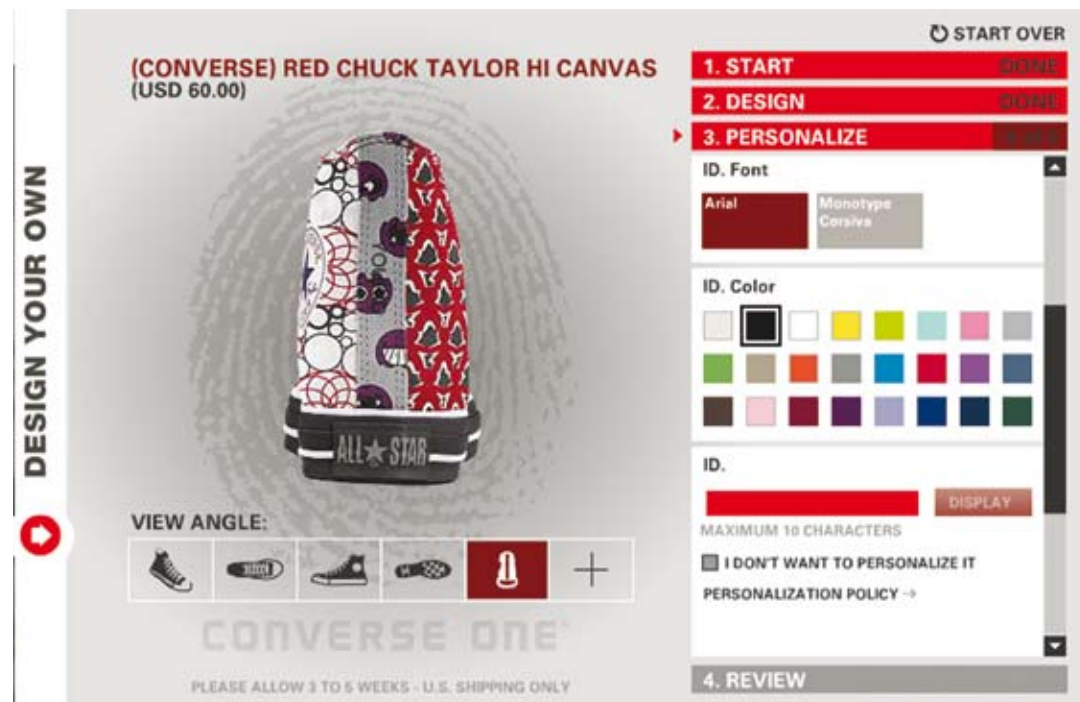 START OVER
(CONVERSE) RED CHUCK TAYLOR HI CANVAS
(USD 60.00)
1. START DONE
2. DESIGN DONE
3. PERSONALIZE
ID. Font
Arial
Monotype
Corsiva
ID. Color
ALL STAR
ID.
DISPLAY
MAXIMUM 10 CHARACTERS
I DON'T WANT TO PERSONALIZE IT
PERSONALIZATION POLICY →
4. REVIEW
DESIGN YOUR OWN
VIEW ANGLE:
CONVERSE ONE
PLEASE ALLOW 3 TO 5 WEEKS - U.S. SHIPPING ONLY